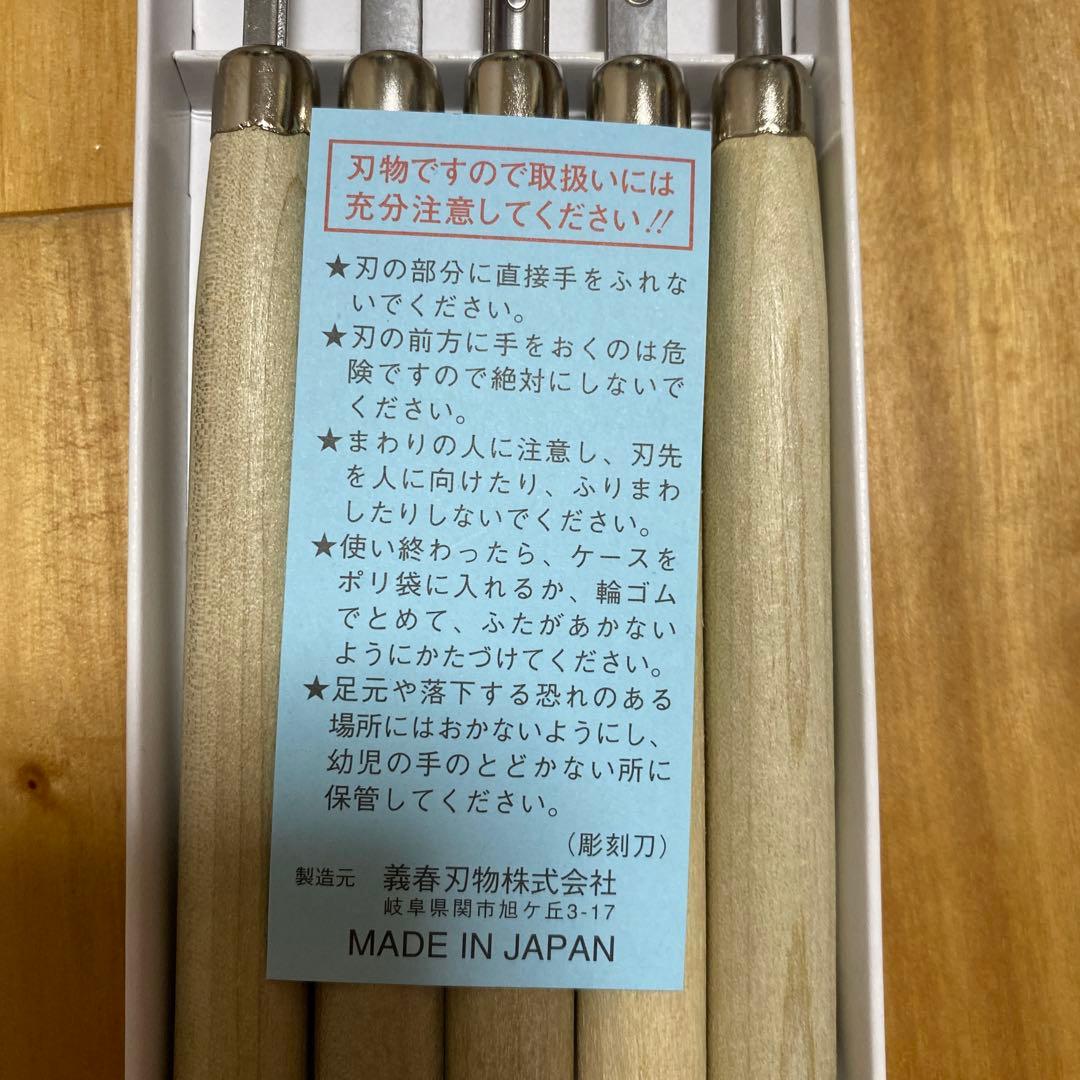 刃物ですので取扱いには
充分注意してください!!
★刃の部分に直接手をふれな
いでください。
★刃の前方に手をおくのは危
険ですので絶対にしないで
ください。
★まわりの人に注意し、刃先
を人に向けたり、ふりまわ
したりしないでください。
★使い終わったら、ケースを
ポリ袋に入れるか、輪ゴム
でとめて、ふたがあかない
ようにかたづけてください。
★足元や落下する恐れのある
場所にはおかないようにし、
幼児の手のとどかない所に
保管してください。
（彫刻刀）
製造元 義春刃物株式会社
岐阜県関市旭ケ丘3-17
MADE IN JAPAN